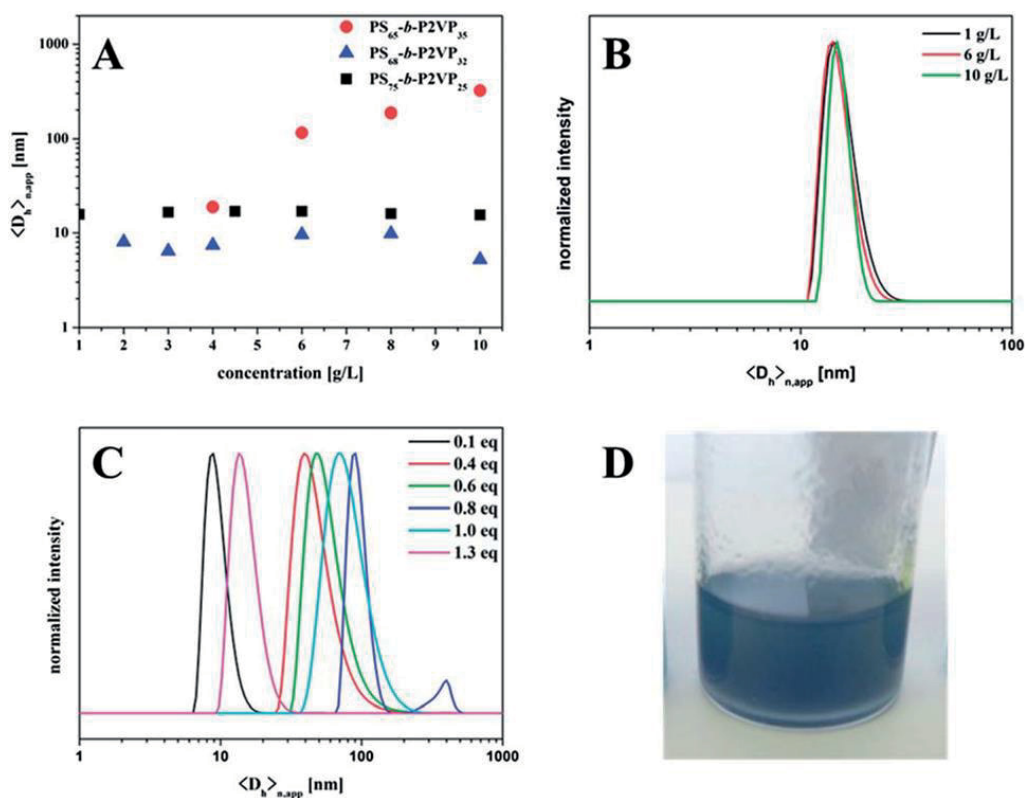 A
PS65-b-P2VP35
PS68-b-P2VP32
PS75-b-P2VP25
1000
100
10
1
<Dh>n,app [nm]
1 2 3 4 5 6 7 8 9 10
concentration [g/L]
B
1 g/L
6 g/L
10 g/L
normalized intensity
1 10 100
<Dh>n,app [nm]
C
0.1 eq
0.4 eq
0.6 eq
0.8 eq
1.0 eq
1.3 eq
normalized intensity
1 10 100 1000
<Dh>n,app [nm]
D